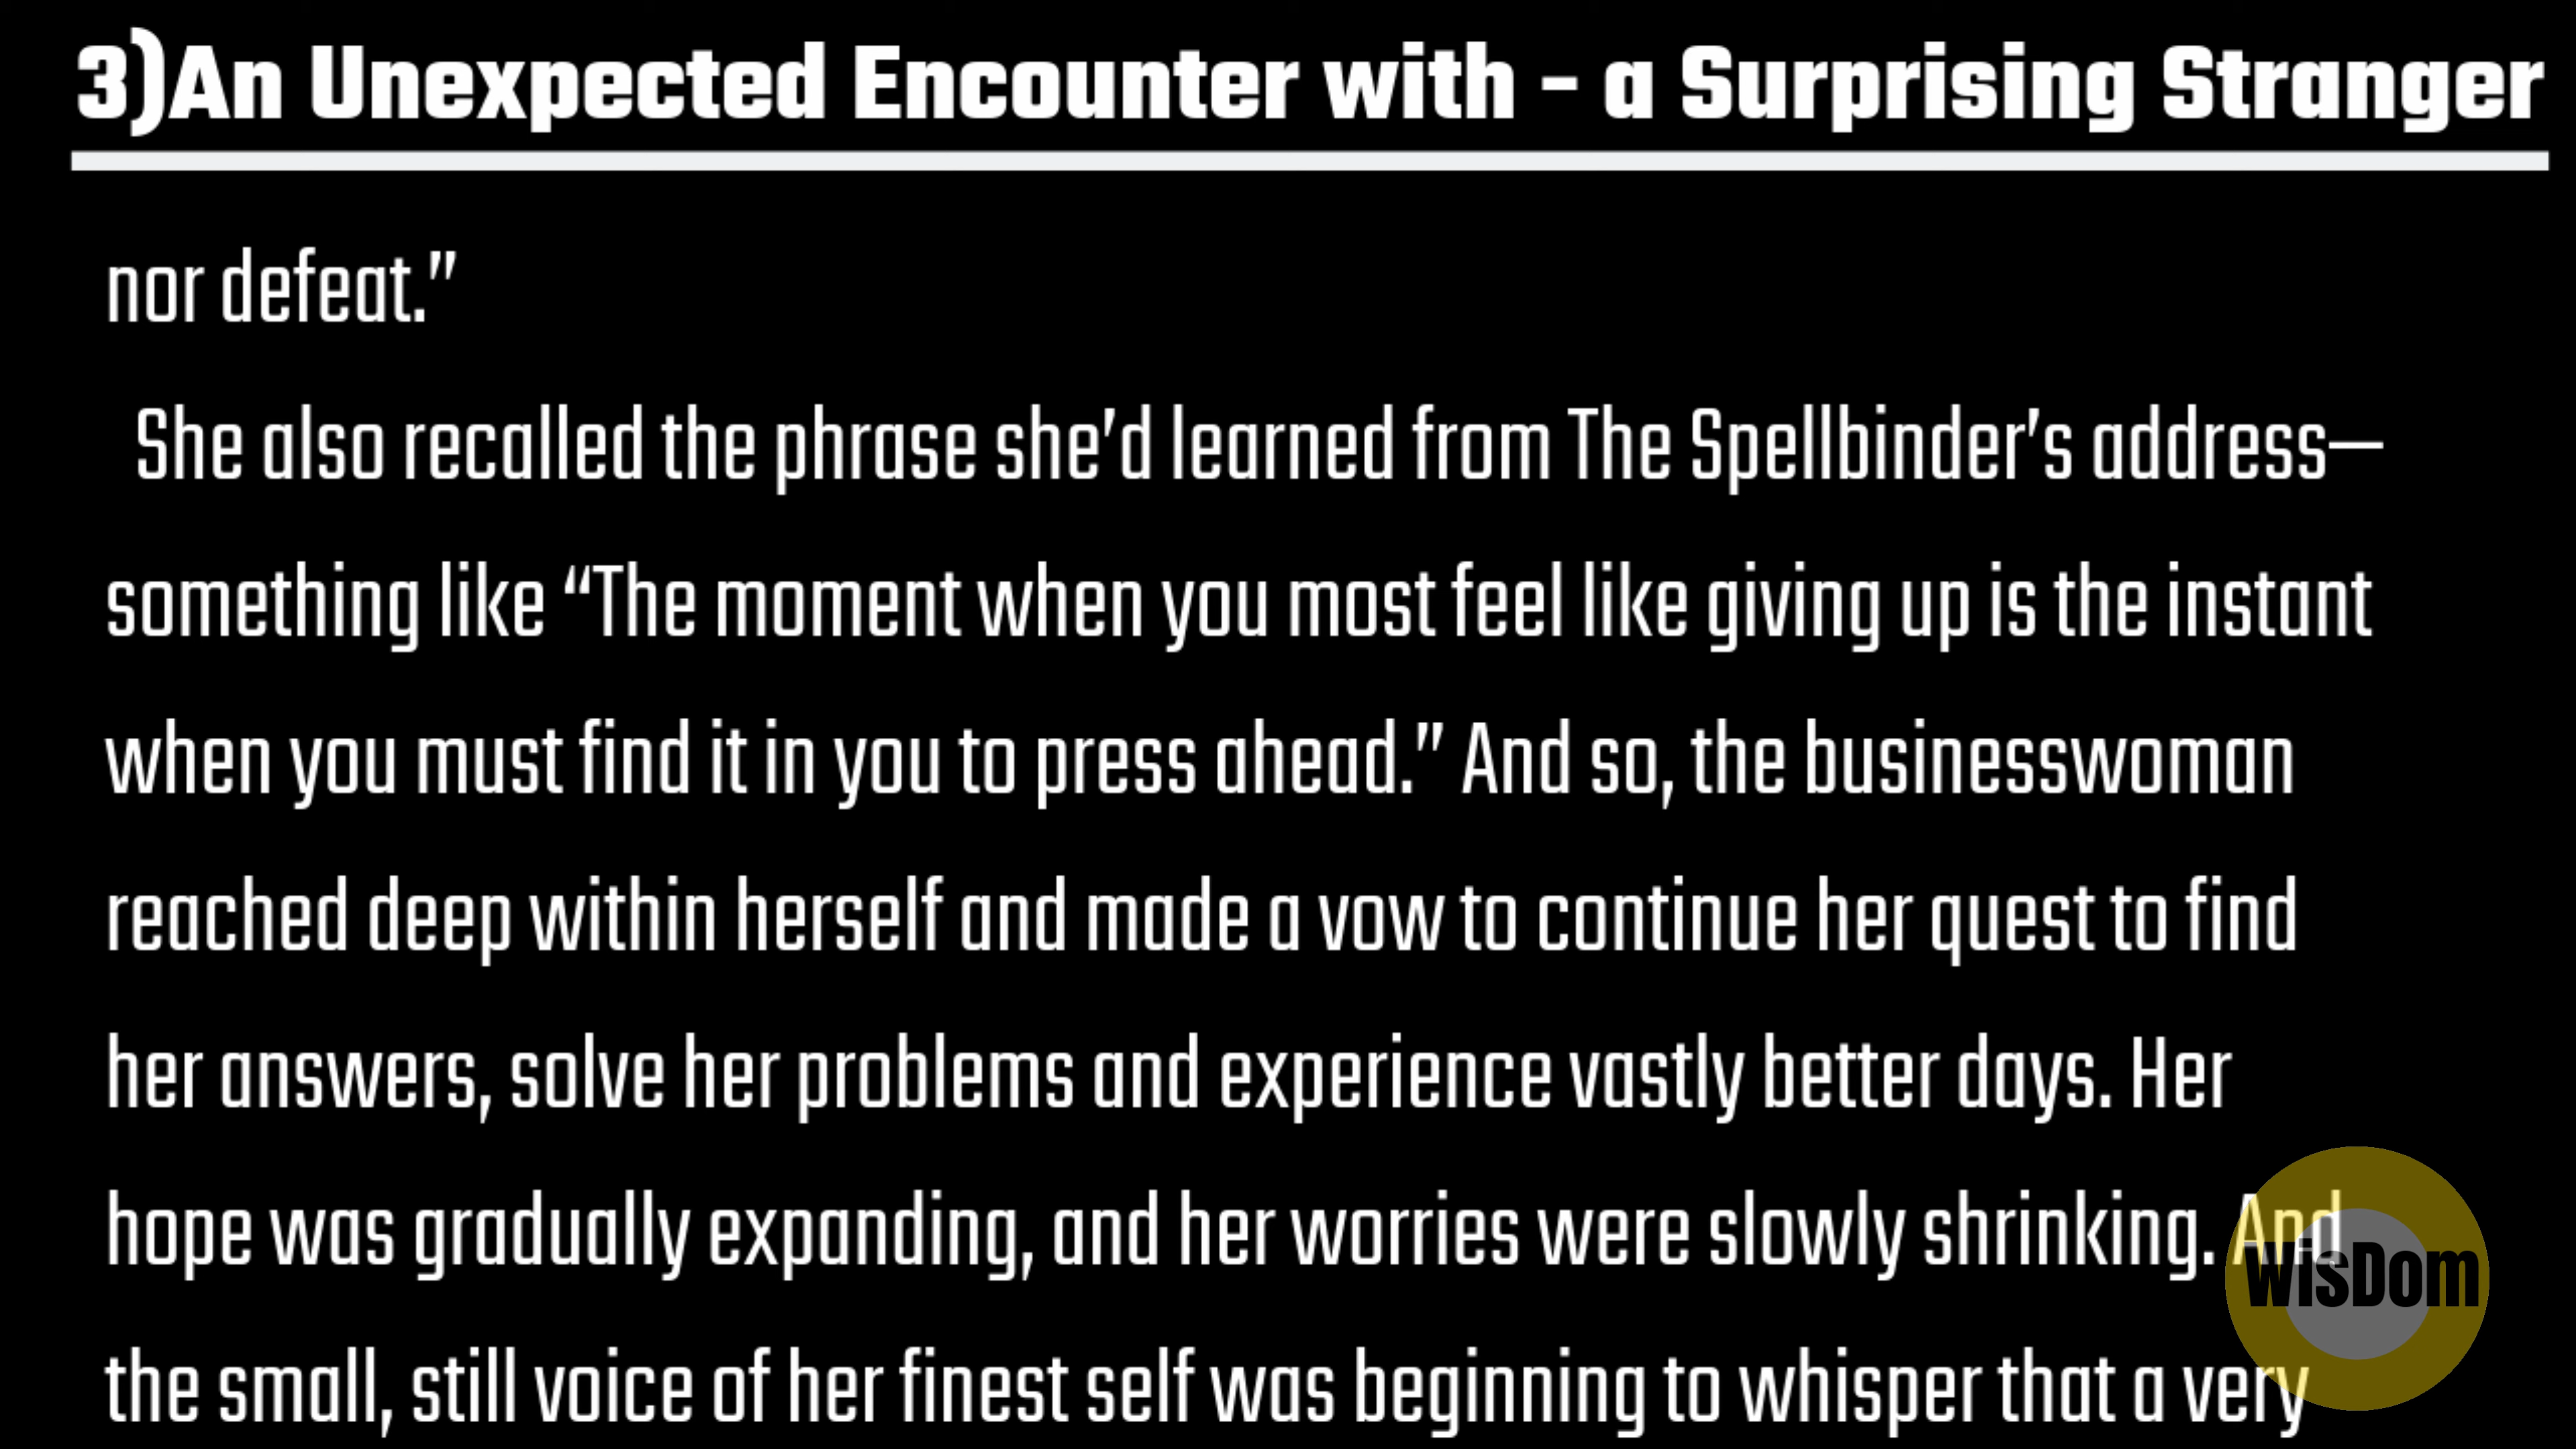 3)An Unexpected Encounter with - a Surprising Stranger
nor defeat.”
She also recalled the phrase she’d learned from The Spellbinder’s address—
something like “The moment when you most feel like giving up is the instant
when you must find it in you to press ahead.” And so, the businesswoman
reached deep within herself and made a vow to continue her quest to find
her answers, solve her problems and experience vastly better days. Her
hope was gradually expanding, and her worries were slowly shrinking. And
WisDom
the small, still voice of her finest self was beginning to whisper that a very